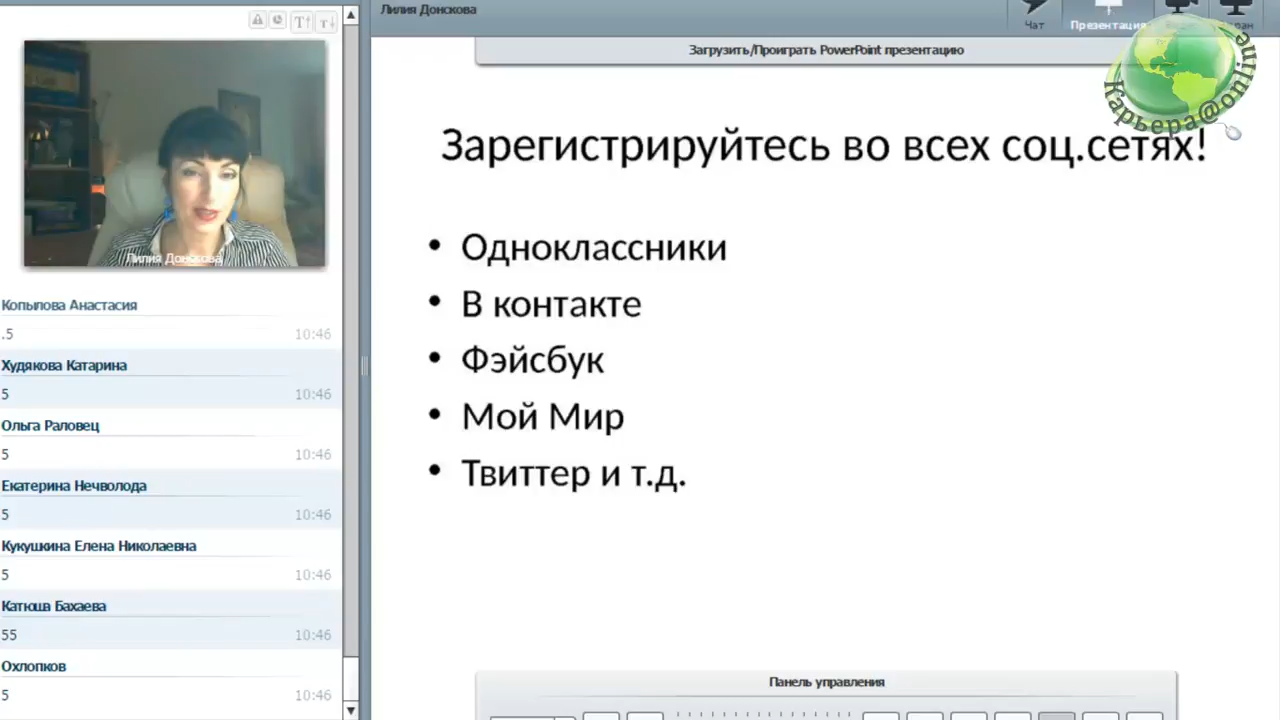 Лилия Донскова
Чат
Презентация
Загрузить/Проиграть PowerPoint презентацию
Карьера@online
Зарегистрируйтесь во всех соц.сетях!
• Одноклассники
• В контакте
• Фэйсбук
• Мой Мир
• Твиттер и т.д.
Панель управления
Лилия Донскова
Копылова Анастасия
.5 10:46
Худякова Катарина
5 10:46
Ольга Раловец
5 10:46
Екатерина Нечволода
5 10:46
Кукушкина Елена Николаевна
5 10:46
Катюша Бахаева
55 10:46
Охлопков
5 10:46